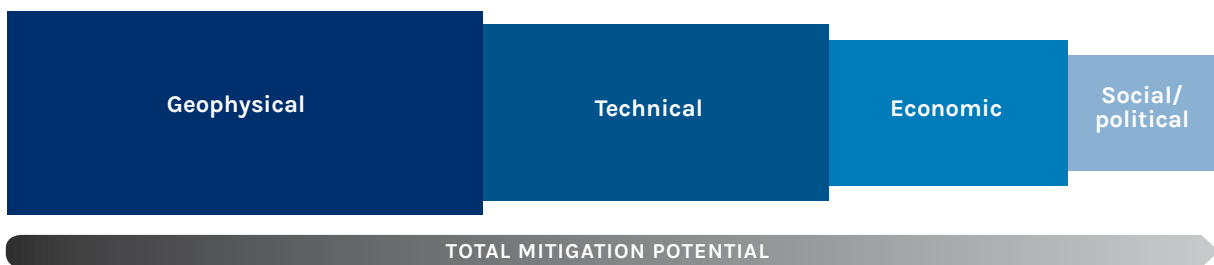 Geophysical
Technical
Economic
Social/
political
TOTAL MITIGATION POTENTIAL